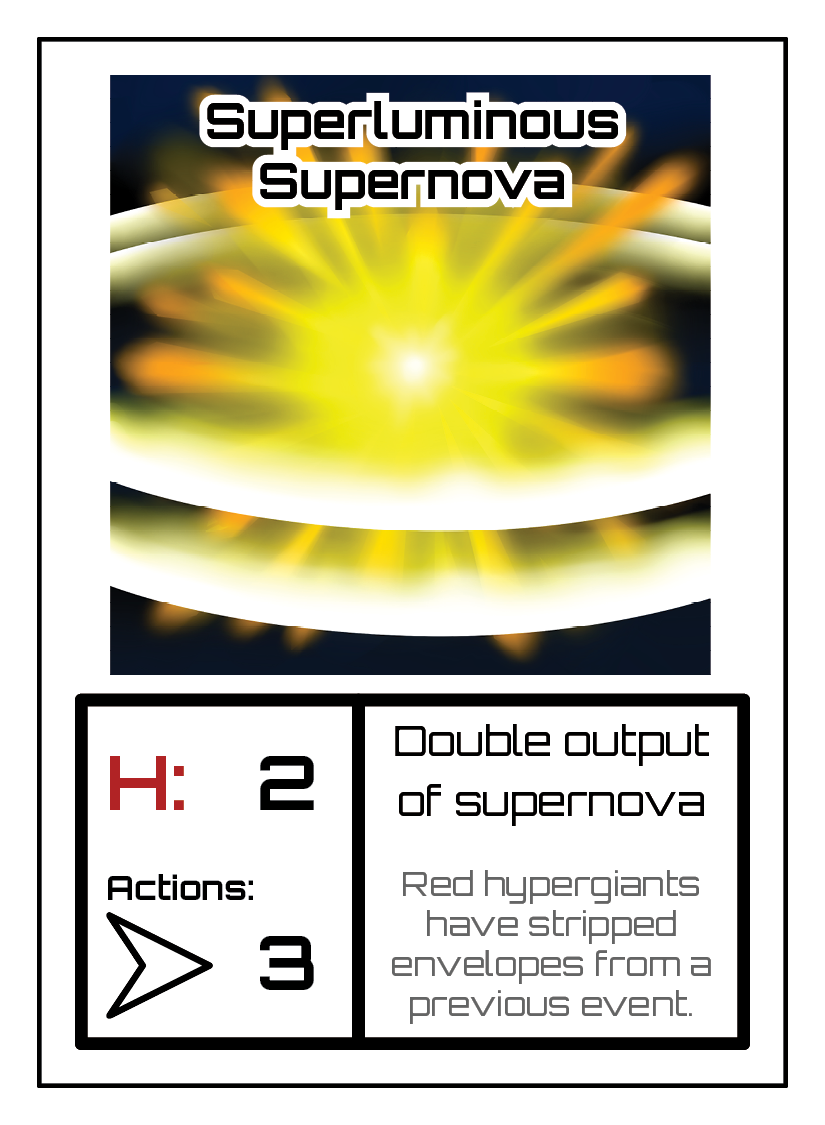 Superluminous
Supernova
H: 2
Actions:
3
Double output
of supernova
Red hypergiants
have stripped
envelopes from a
previous event.